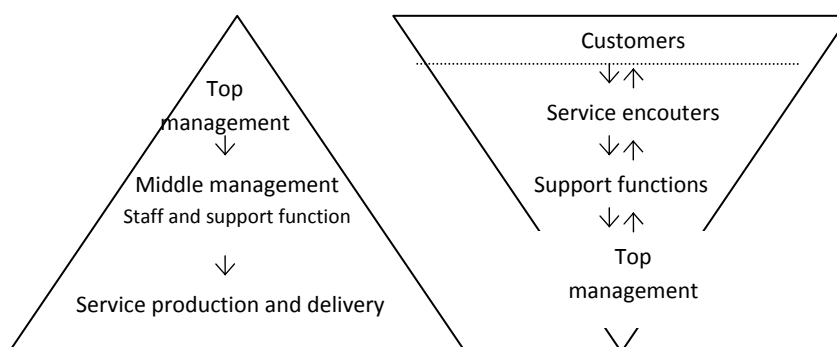 Top
management
Middle management
Staff and support function
Service production and delivery
Customers
Service encouters
Support functions
Top
management